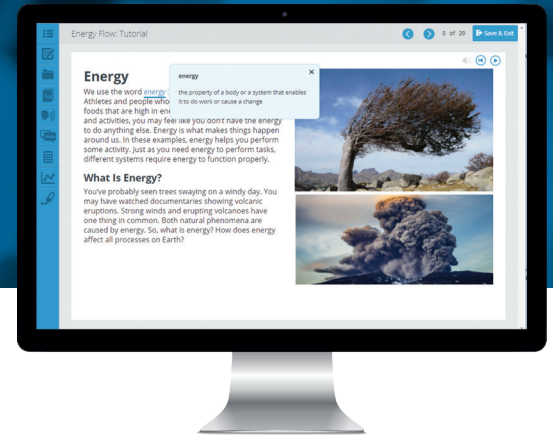 Energy Flow: Tutorial
8 of 39
Save & Exit
Energy
We use the word energy
Athletes and people who
foods that are high in en
and activities, you may feel like you don't have the energy
to do anything else. Energy is what makes things happen
around us. In these examples, energy helps you perform
some activity. Just as you need energy to perform tasks,
different systems require energy to function properly.
energy
the property of a body or a system that enables
it to do work or cause a change
What Is Energy?
You've probably seen trees swaying on a windy day. You
may have watched documentaries showing volcanic
eruptions. Strong winds and erupting volcanoes have
one thing in common. Both natural phenomena are
caused by energy. So, what is energy? How does energy
affect all processes on Earth?